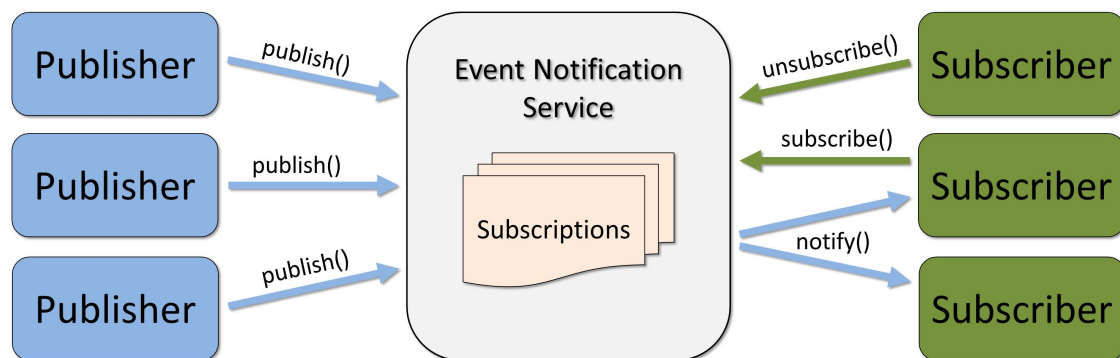 Publisher
publish()
Publisher
publish()
Publisher
publish()
Event Notification
Service
Subscriptions
unsubscribe()
Subscriber
subscribe()
Subscriber
notify()
Subscriber